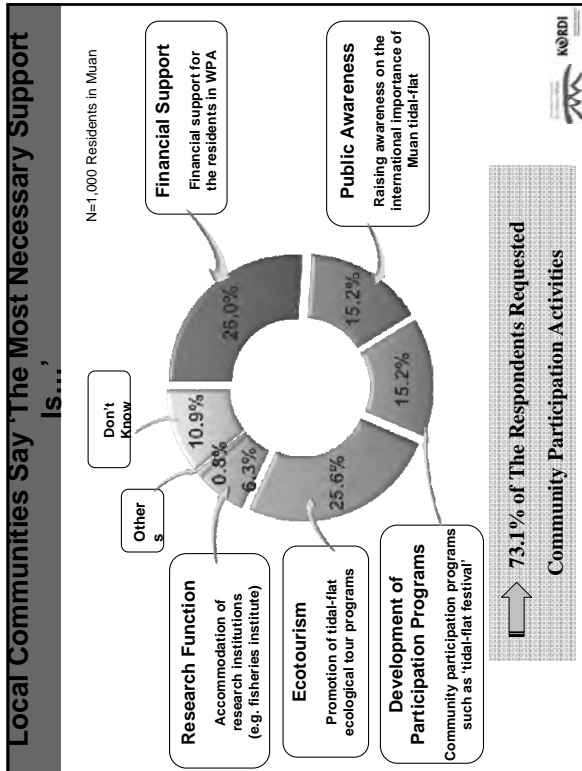 Local Communities Say 'The Most Necessary Support
Is…'
N=1,000 Residents in Muan
Don't
Know
Other
s
Research Function
Accommodation of
research institutions
(e.g. fisheries institute)
Ecotourism
Promotion of tidal-flat
ecological tour programs
Development of
Participation Programs
Community participation programs
such as 'tidal-flat festival'
Financial Support
Financial support for
the residents in WPA
Public Awareness
Raising awareness on the
international importance of
Muan tidal-flat
26.0%
15.2%
15.2%
25.6%
6.3%
0.8%
10.9%
73.1% of The Respondents Requested
Community Participation Activities
KORDI